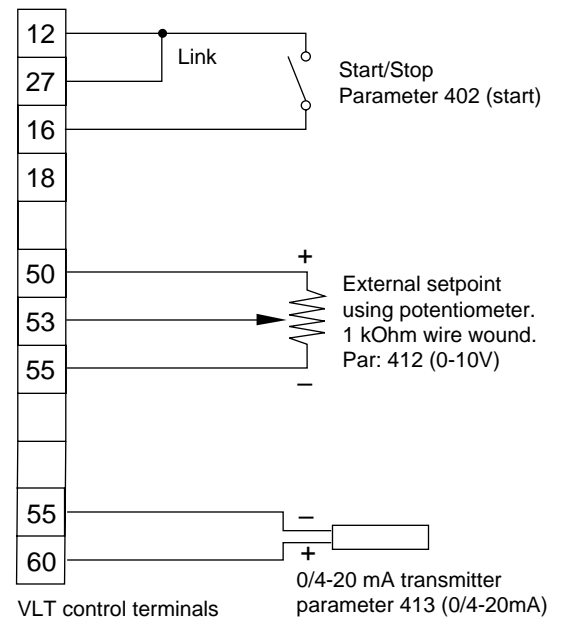 12
Link
27
Start/Stop
Parameter 402 (start)
16
18
+
50
External setpoint
using potentiometer.
1 kOhm wire wound.
Par: 412 (0-10V)
53
55
–
55
–
60
+
0/4-20 mA transmitter
parameter 413 (0/4-20mA)
VLT control terminals